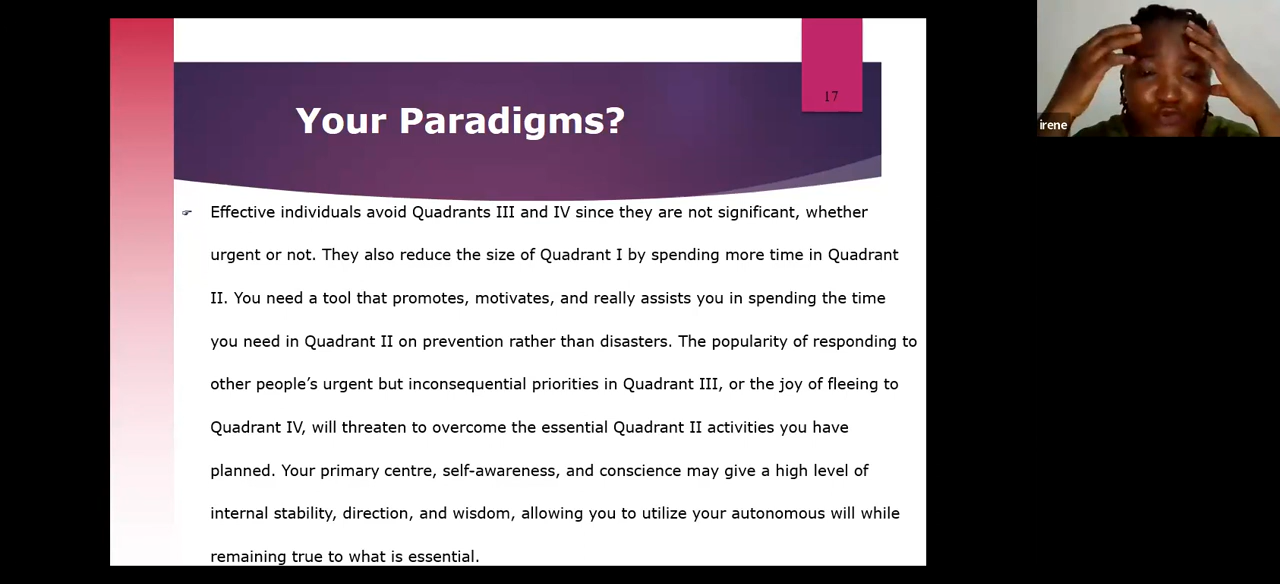 17
Your Paradigms?
Effective individuals avoid Quadrants III and IV since they are not significant, whether
urgent or not. They also reduce the size of Quadrant I by spending more time in Quadrant
II. You need a tool that promotes, motivates, and really assists you in spending the time
you need in Quadrant II on prevention rather than disasters. The popularity of responding to
other people’s urgent but inconsequential priorities in Quadrant III, or the joy of fleeing to
Quadrant IV, will threaten to overcome the essential Quadrant II activities you have
planned. Your primary centre, self-awareness, and conscience may give a high level of
internal stability, direction, and wisdom, allowing you to utilize your autonomous will while
remaining true to what is essential.
irene